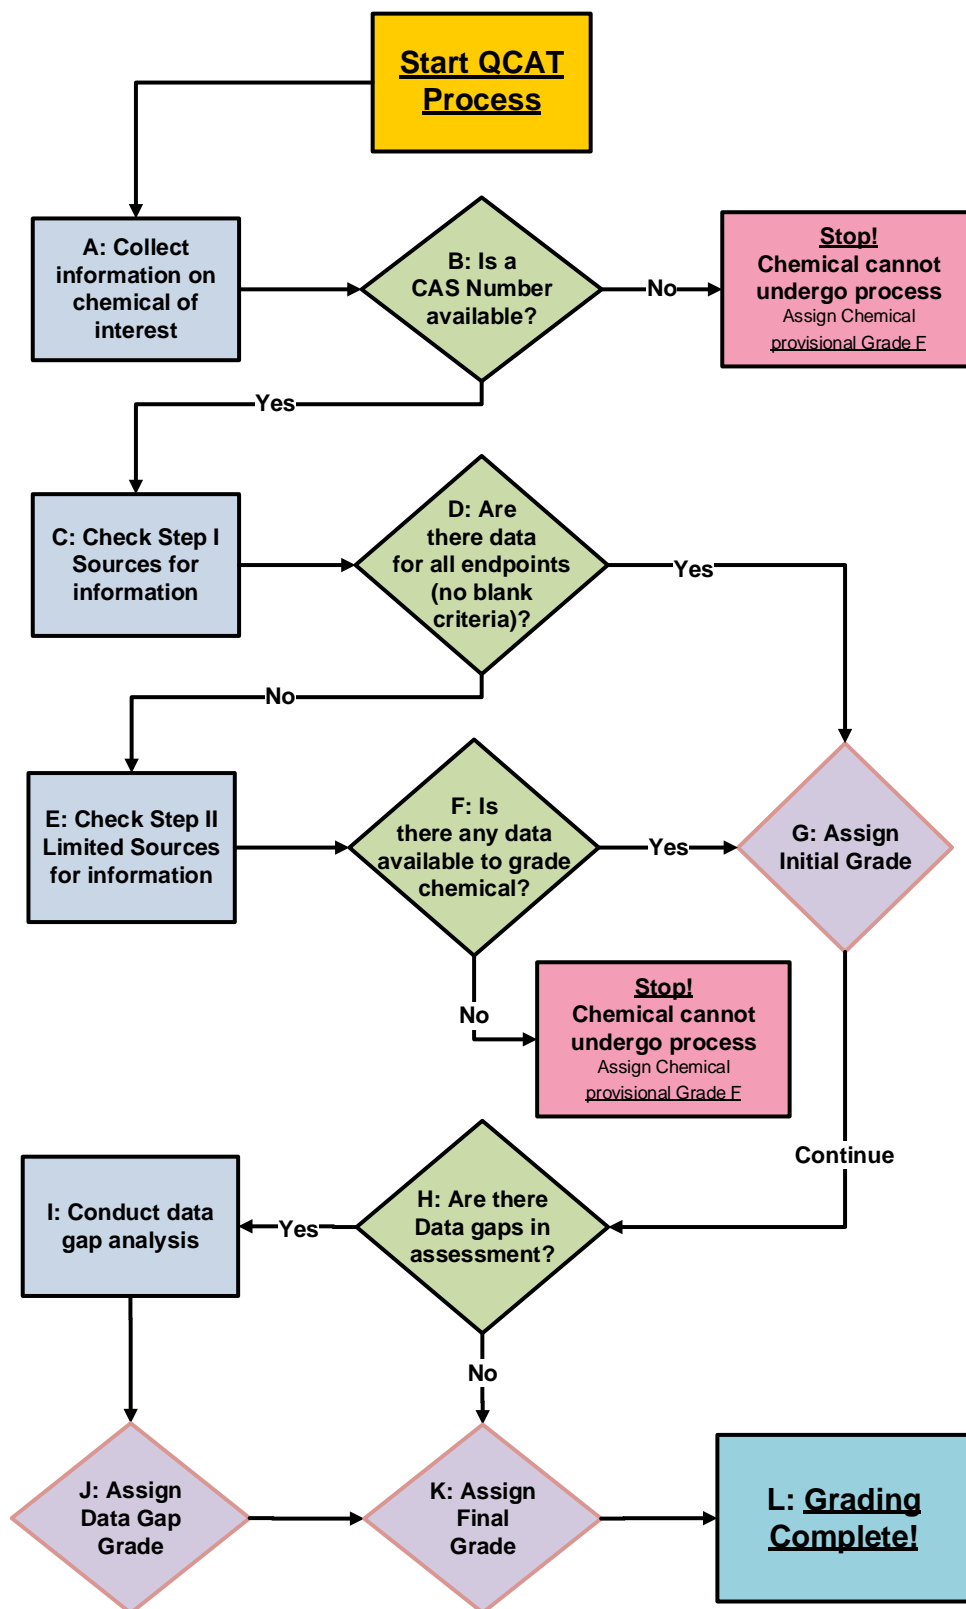 Start QCAT
Process
A: Collect
information on
chemical of
interest
B: Is a
CAS Number
available?
No
Stop!
Chemical cannot
undergo process
Assign Chemical
provisional Grade F
Yes
C: Check Step I
Sources for
information
D: Are
there data
for all endpoints
(no blank
criteria)?
Yes
No
E: Check Step II
Limited Sources
for information
F: Is
there any data
available to grade
chemical?
Yes
G: Assign
Initial Grade
No
Stop!
Chemical cannot
undergo process
Assign Chemical
provisional Grade F
Continue
H: Are there
Data gaps in
assessment?
Yes
I: Conduct data
gap analysis
No
J: Assign
Data Gap
Grade
K: Assign
Final
Grade
L: Grading
Complete!